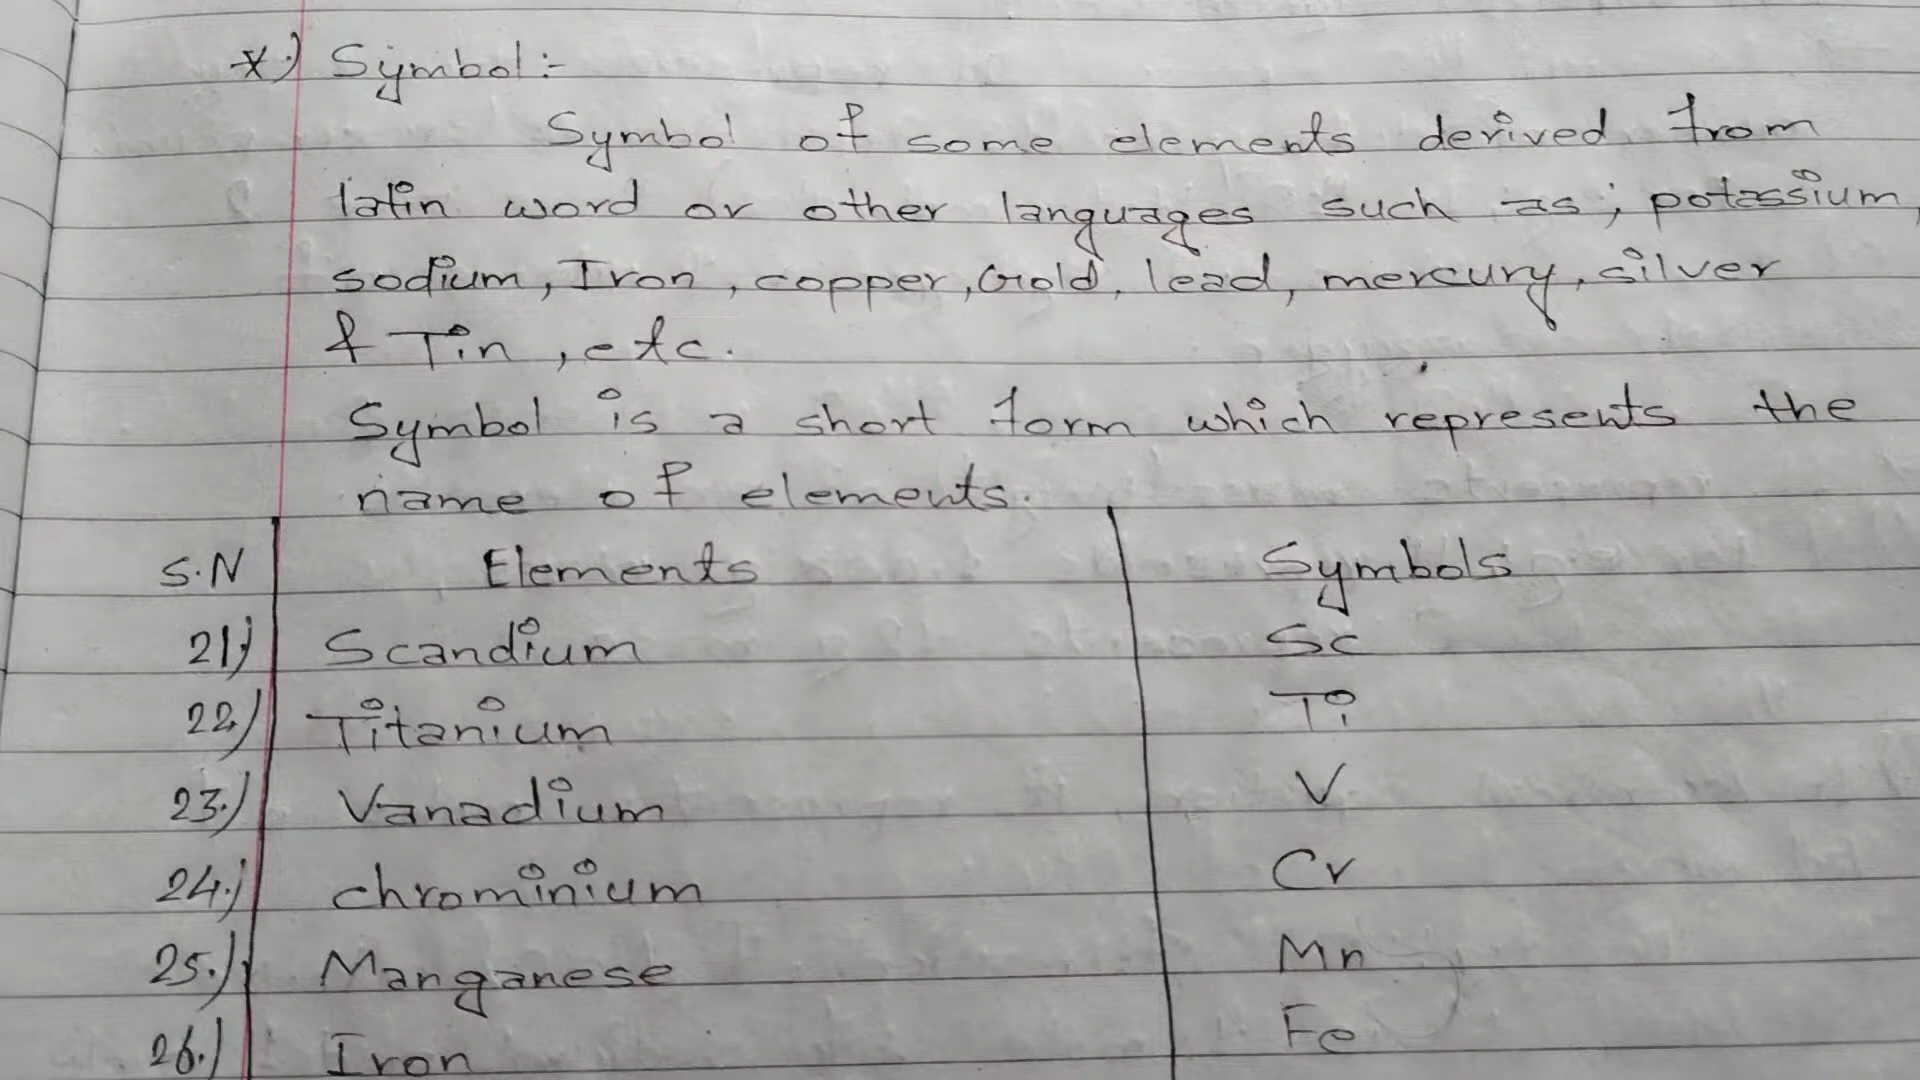 *) Symbol :-
Symbol of some elements derived from
latin word or other languages such as; potassium,
sodium, Iron, copper, Gold, lead, mercury, silver
& Tin, etc.
Symbol is a short form which represents the
name of elements.
S.N Elements Symbols
21.) Scandium Sc
22.) Titanium Ti
23.) Vanadium V
24.) chrominium Cr
25.) Manganese Mn
26.) Iron Fe